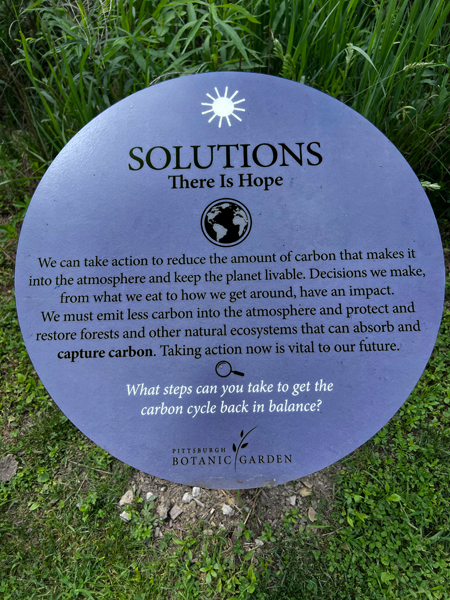 SOLUTIONS
There Is Hope
We can take action to reduce the amount of carbon that makes it
into the atmosphere and keep the planet livable. Decisions we make,
from what we eat to how we get around, have an impact.
We must emit less carbon into the atmosphere and protect and
restore forests and other natural ecosystems that can absorb and
capture carbon. Taking action now is vital to our future.
What steps can you take to get the
carbon cycle back in balance?
PITTSBURGH
BOTANIC GARDEN